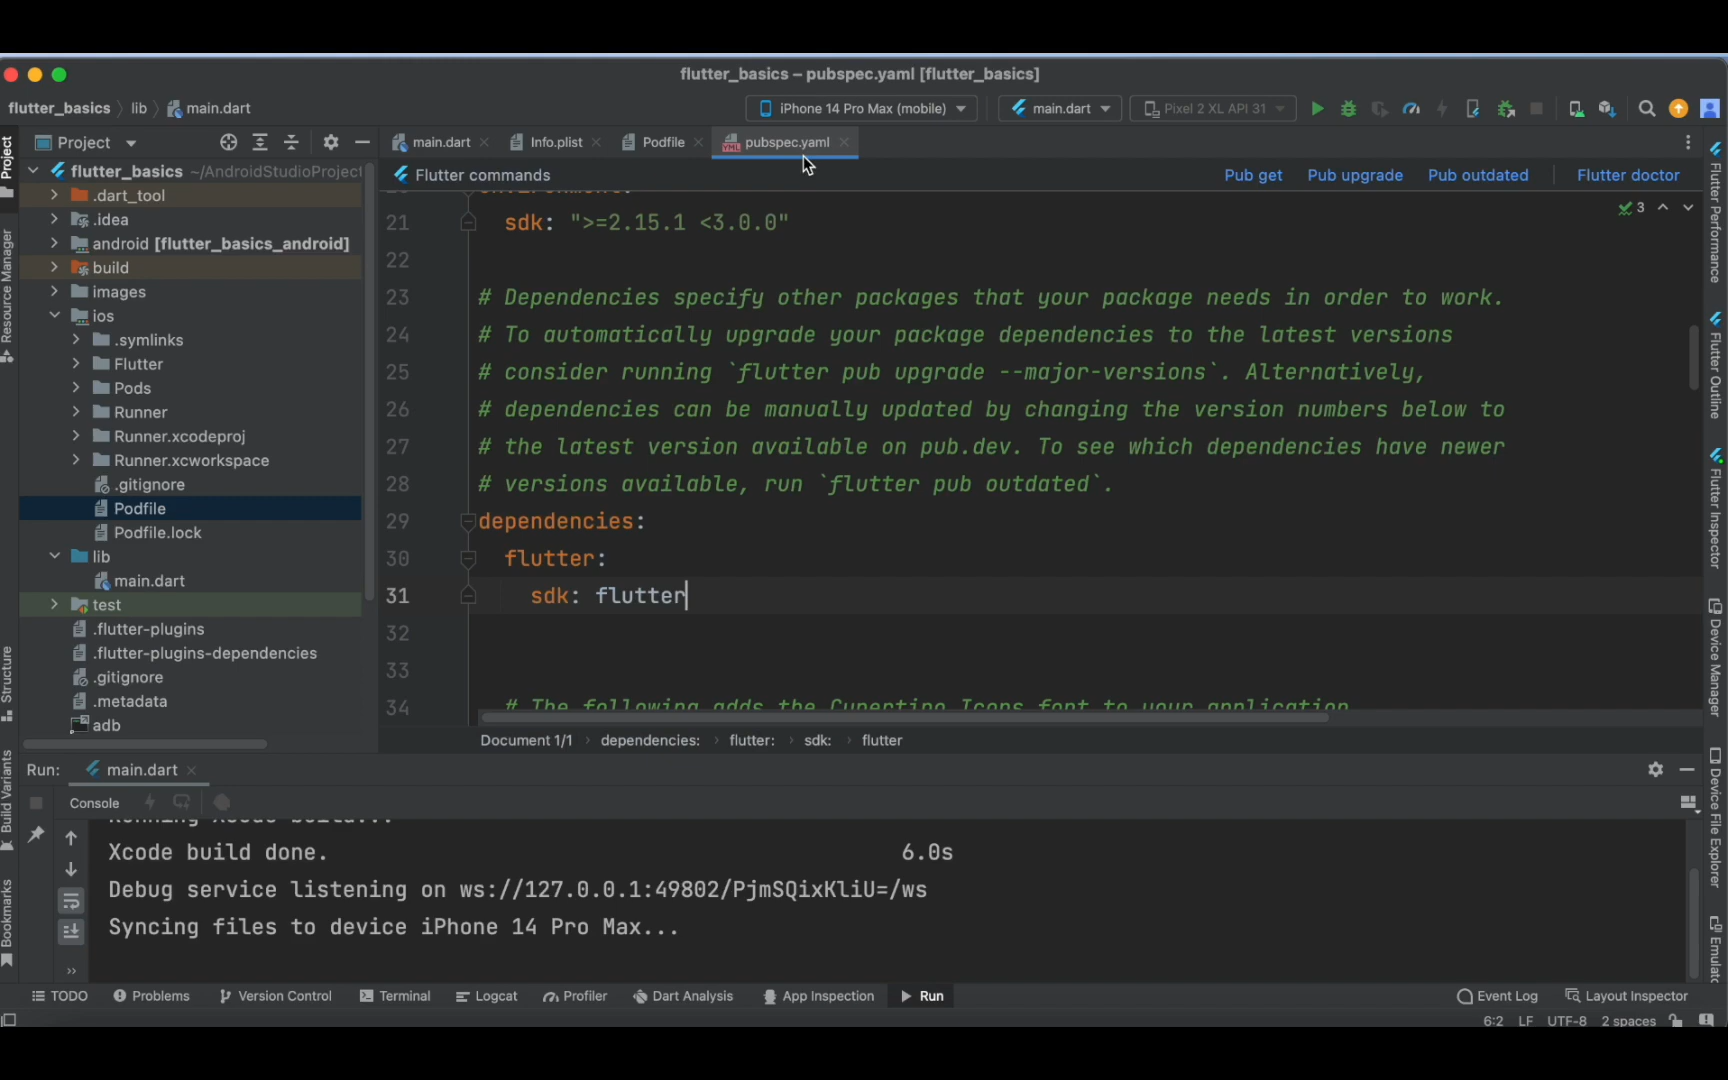 flutter_basics – pubspec.yaml [flutter_basics]
flutter_basics lib main.dart
iPhone 14 Pro Max (mobile) main.dart Pixel 2 XL API 31
Project
main.dart Info.plist Podfile pubspec.yaml
Flutter commands Pub get Pub upgrade Pub outdated Flutter doctor
flutter_basics ~/AndroidStudioProject
.dart_tool
.idea
android [flutter_basics_android]
build
images
ios
.symlinks
Flutter
Pods
Runner
Runner.xcodeproj
Runner.xcworkspace
.gitignore
Podfile
Podfile.lock
lib
main.dart
test
.flutter-plugins
.flutter-plugins-dependencies
.gitignore
.metadata
adb
3
21 sdk: ">=2.15.1 <3.0.0"
22
23 # Dependencies specify other packages that your package needs in order to work.
24 # To automatically upgrade your package dependencies to the latest versions
25 # consider running `flutter pub upgrade --major-versions`. Alternatively,
26 # dependencies can be manually updated by changing the version numbers below to
27 # the latest version available on pub.dev. To see which dependencies have newer
28 # versions available, run `flutter pub outdated`.
29 dependencies:
30 flutter:
31 sdk: flutter
32
33
34 # The following adds the Cupertino Icons font to your application
Document 1/1 dependencies: flutter: sdk: flutter
Run: main.dart
Console
Xcode build done. 6.0s
Debug service listening on ws://127.0.0.1:49802/PjmSQixKliU=/ws
Syncing files to device iPhone 14 Pro Max...
TODO Problems Version Control Terminal Logcat Profiler Dart Analysis App Inspection Run Event Log Layout Inspector
6:2 LF UTF-8 2 spaces
Project
Resource Manager
Structure
Build Variants
Bookmarks
Flutter Performance
Flutter Outline
Flutter Inspector
Device Manager
Device File Explorer